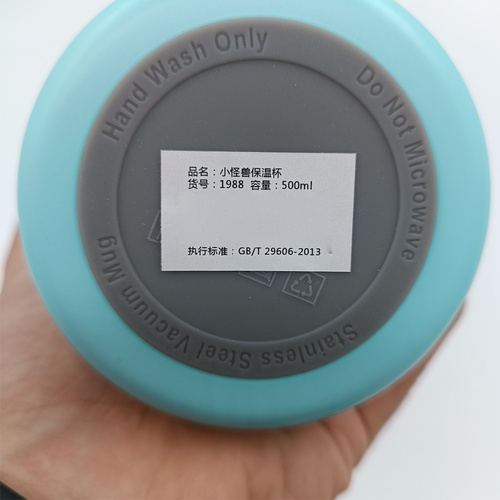 Hand Wash Only
Do Not Microwave
Stainless Steel Vacuum Mug
品名：小怪兽保温杯
货号：1988 容量：500ml
执行标准：GB/T 29606-2013